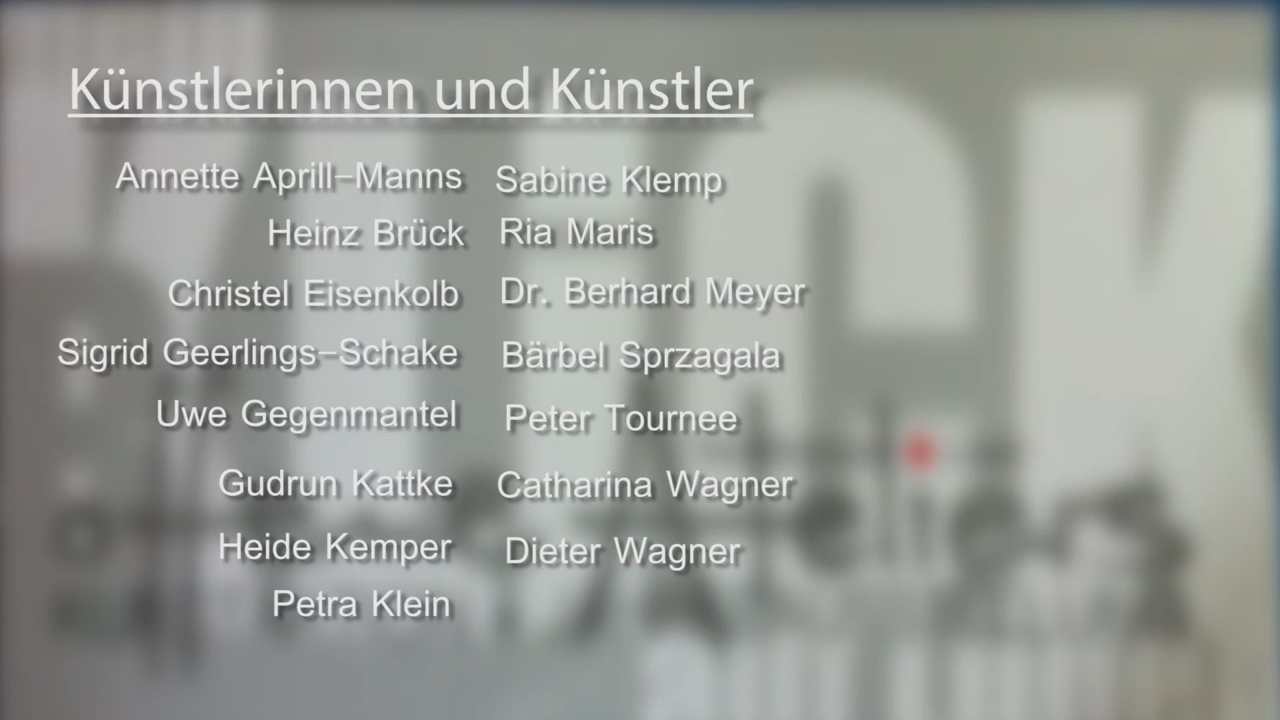 Künstlerinnen und Künstler
Annette Aprill-Manns
Heinz Brück
Christel Eisenkolb
Sigrid Geerlings-Schake
Uwe Gegenmantel
Gudrun Kattke
Heide Kemper
Petra Klein
Sabine Klemp
Ria Maris
Dr. Berhard Meyer
Bärbel Sprzagala
Peter Tournee
Catharina Wagner
Dieter Wagner